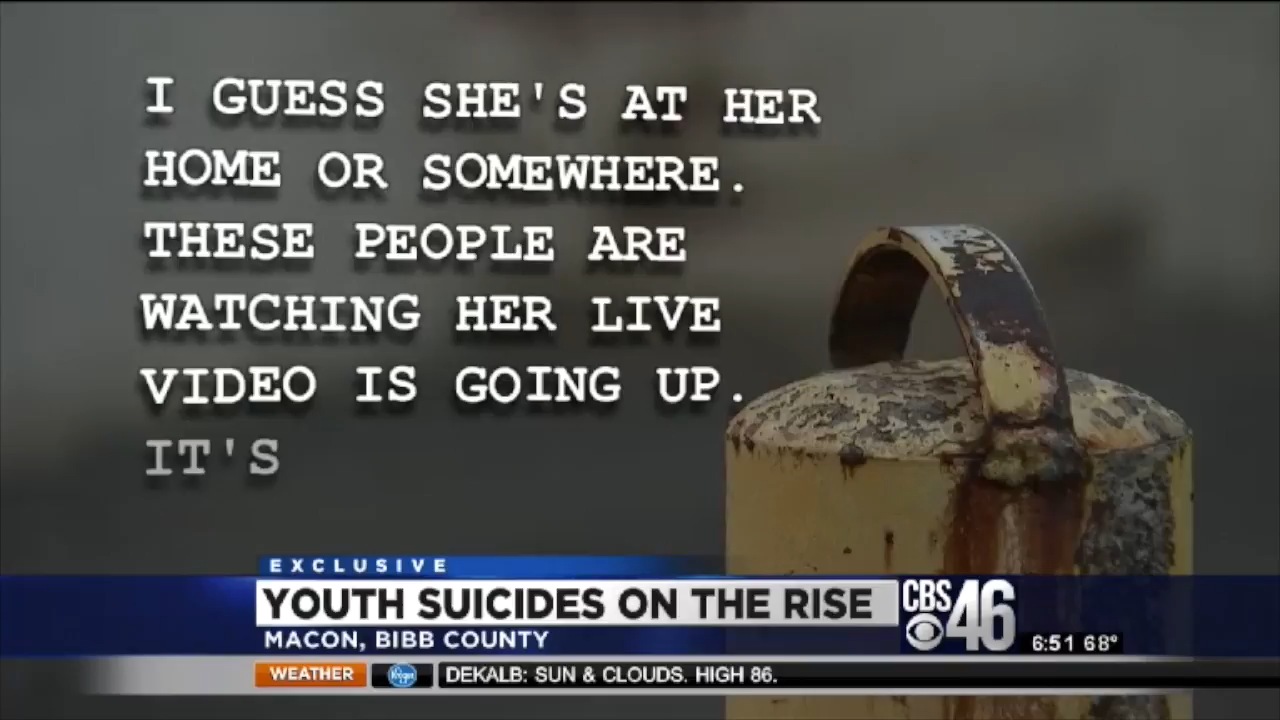 I GUESS SHE'S AT HER
HOME OR SOMEWHERE.
THESE PEOPLE ARE
WATCHING HER LIVE
VIDEO IS GOING UP.
IT'S
EXCLUSIVE
YOUTH SUICIDES ON THE RISE
MACON, BIBB COUNTY
CBS 46
6:51 68°
WEATHER
Kroger
DEKALB: SUN & CLOUDS. HIGH 86.